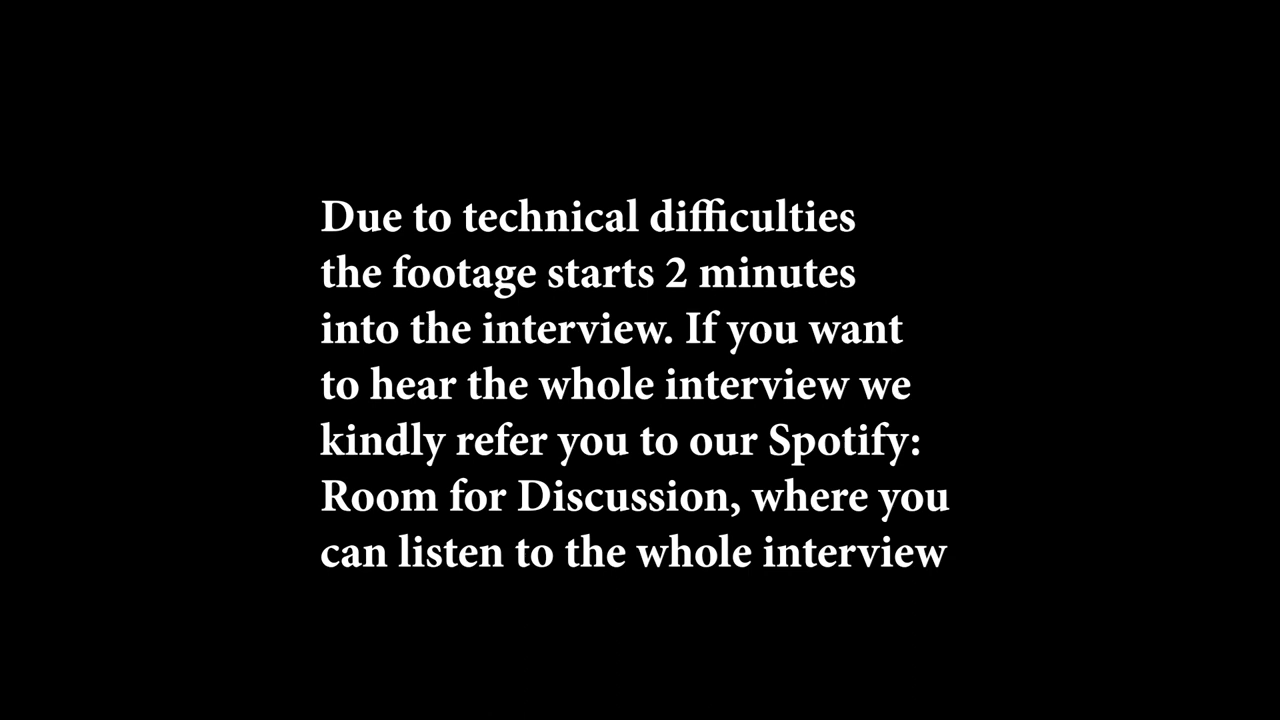 Due to technical difficulties
the footage starts 2 minutes
into the interview. If you want
to hear the whole interview we
kindly refer you to our Spotify:
Room for Discussion, where you
can listen to the whole interview